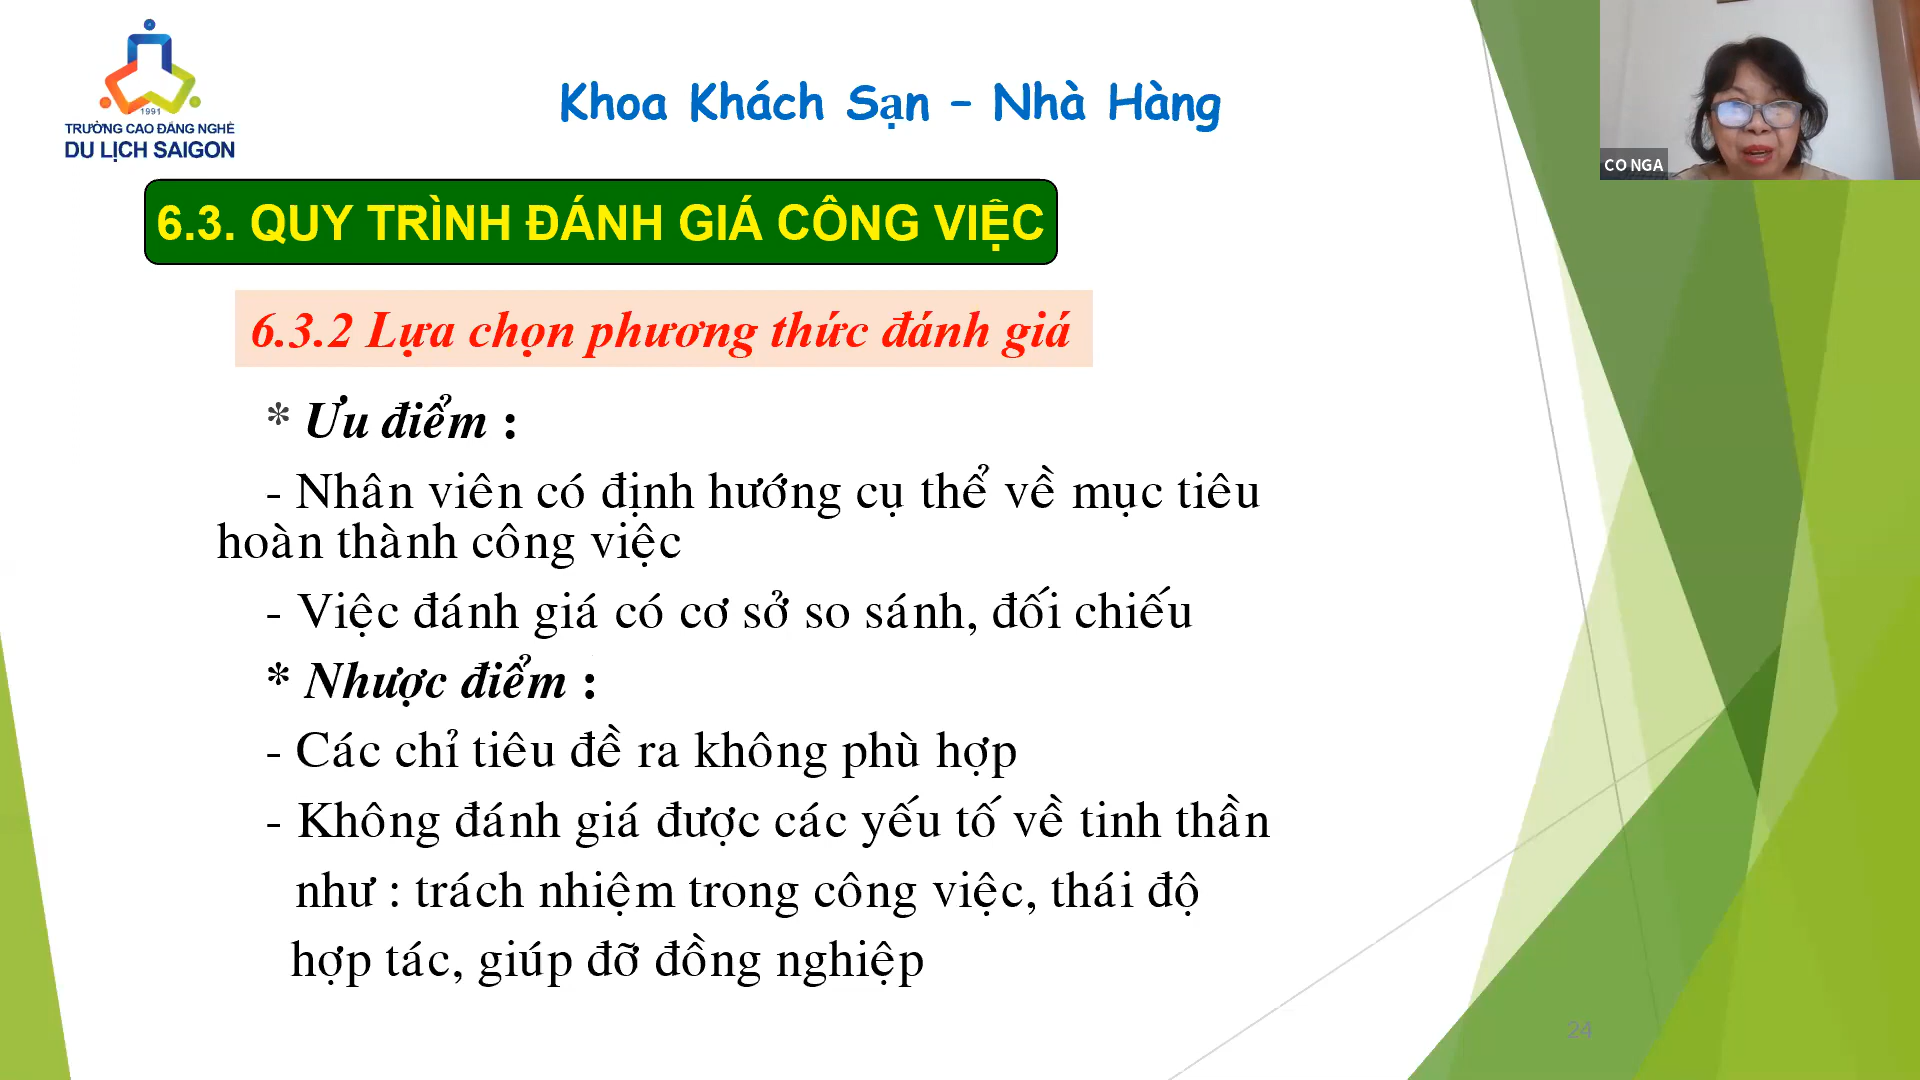 1991
TRƯỜNG CAO ĐẲNG NGHỀ
DU LỊCH SAIGON
Khoa Khách Sạn – Nhà Hàng
CO NGA
6.3. QUY TRÌNH ĐÁNH GIÁ CÔNG VIỆC
6.3.2 Lựa chọn phương thức đánh giá
* Ưu điểm :
- Nhân viên có định hướng cụ thể về mục tiêu
hoàn thành công việc
- Việc đánh giá có cơ sở so sánh, đối chiếu
* Nhược điểm :
- Các chỉ tiêu đề ra không phù hợp
- Không đánh giá được các yếu tố về tinh thần
như : trách nhiệm trong công việc, thái độ
hợp tác, giúp đỡ đồng nghiệp
24